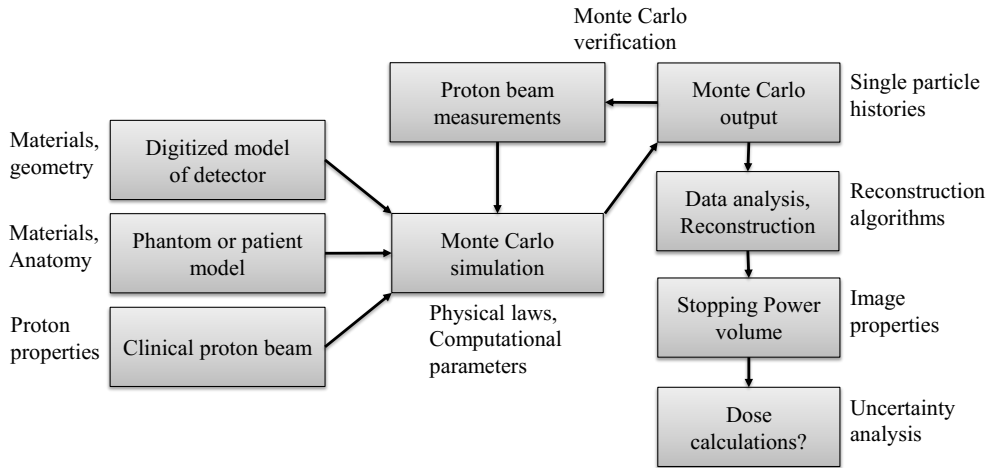 Monte Carlo
verification
Proton beam
measurements
Monte Carlo
output
Single particle
histories
Materials,
geometry
Digitized model
of detector
Data analysis,
Reconstruction
Reconstruction
algorithms
Materials,
Anatomy
Phantom or patient
model
Monte Carlo
simulation
Physical laws,
Computational
parameters
Stopping Power
volume
Image
properties
Proton
properties
Clinical proton beam
Dose
calculations?
Uncertainty
analysis